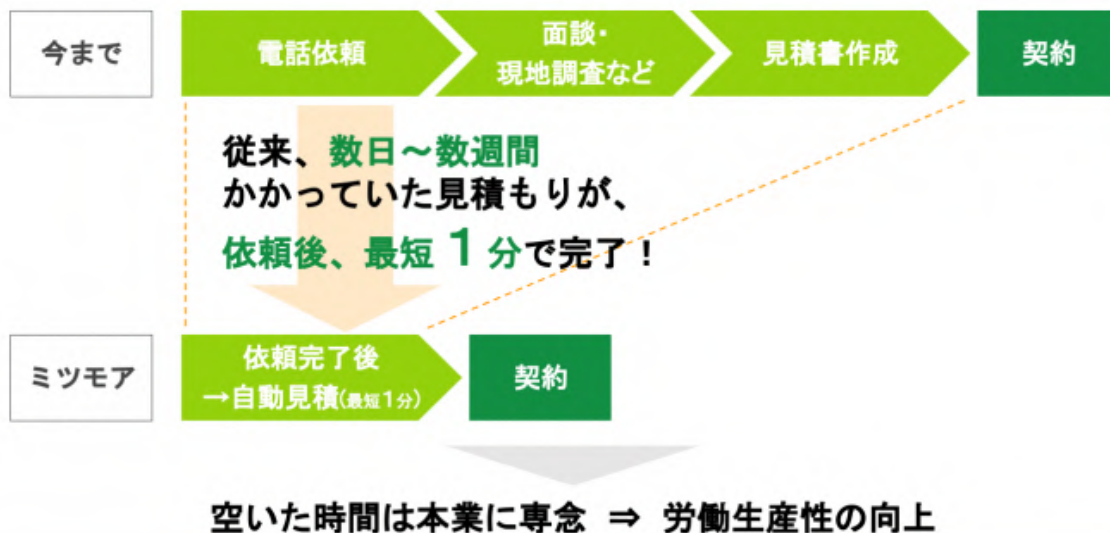 今まで
電話依頼
面談・
現地調査など
見積書作成
契約
従来、数日〜数週間
かかっていた見積もりが、
依頼後、最短 1 分で完了！
ミツモア
依頼完了後
→自動見積(最短1分)
契約
空いた時間は本業に専念 ⇒ 労働生産性の向上